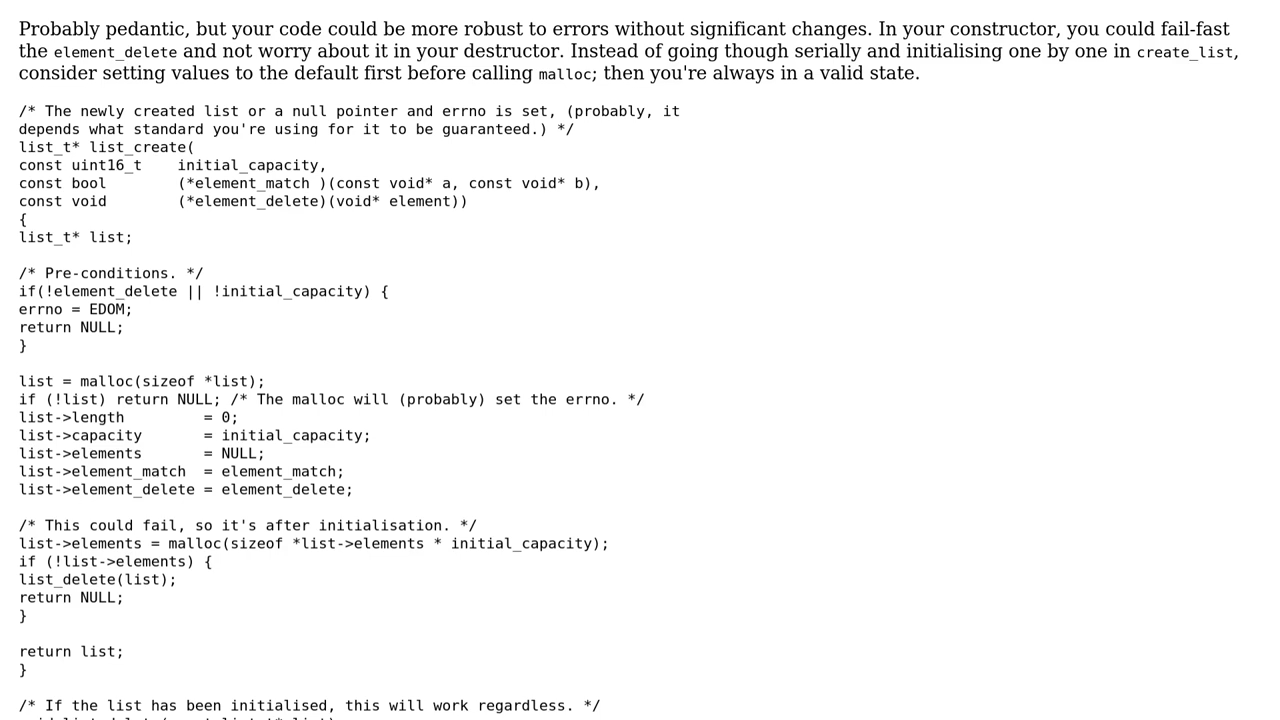 Probably pedantic, but your code could be more robust to errors without significant changes. In your constructor, you could fail-fast
the element_delete and not worry about it in your destructor. Instead of going though serially and initialising one by one in create_list,
consider setting values to the default first before calling malloc; then you're always in a valid state.
/* The newly created list or a null pointer and errno is set, (probably, it
depends what standard you're using for it to be guaranteed.) */
list_t* list_create(
const uint16_t    initial_capacity,
const bool        (*element_match )(const void* a, const void* b),
const void        (*element_delete)(void* element))
{
list_t* list;
/* Pre-conditions. */
if(!element_delete || !initial_capacity) {
errno = EDOM;
return NULL;
}
list = malloc(sizeof *list);
if (!list) return NULL; /* The malloc will (probably) set the errno. */
list->length         = 0;
list->capacity       = initial_capacity;
list->elements       = NULL;
list->element_match  = element_match;
list->element_delete = element_delete;
/* This could fail, so it's after initialisation. */
list->elements = malloc(sizeof *list->elements * initial_capacity);
if (!list->elements) {
list_delete(list);
return NULL;
}
return list;
}
/* If the list has been initialised, this will work regardless. */